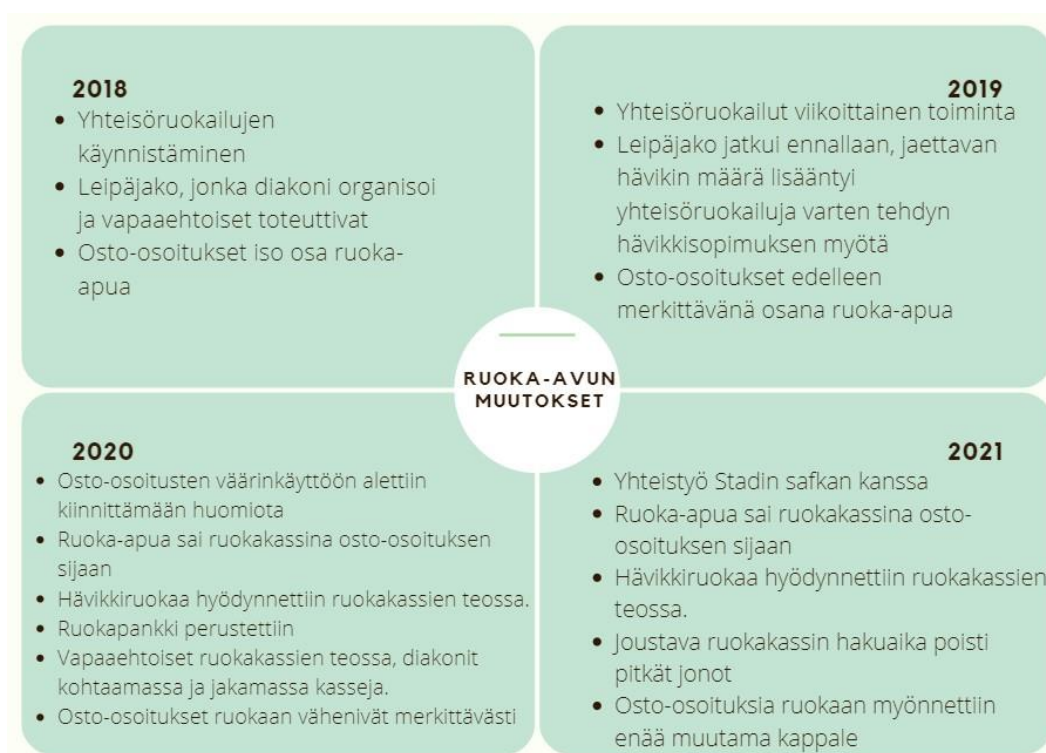 2018
• Yhteisöruokailujen
käynnistäminen
• Leipäjako, jonka diakoni organisoi
ja vapaaehtoiset toteuttivat
• Osto-osoitukset iso osa ruoka-
apua
2019
• Yhteisöruokailut viikoittainen toiminta
• Leipäjako jatkui ennallaan, jaettavan
hävikin määrä lisääntyi
yhteisöruokailuja varten tehdyn
hävikkisopimuksen myötä
• Osto-osoitukset edelleen
merkittävänä osana ruoka-apua
RUOKA-AVUN
MUUTOKSET
2020
• Osto-osoitusten väärinkäyttöön alettiin
kiinnittämään huomiota
• Ruoka-apua sai ruokakassina osto-osoituksen
sijaan
• Hävikkiruokaa hyödynnettiin ruokakassien teossa.
• Ruokapankki perustettiin
• Vapaaehtoiset ruokakassien teossa, diakonit
kohtaamassa ja jakamassa kasseja.
• Osto-osoitukset ruokaan vähenivät merkittävästi
2021
• Yhteistyö Stadin safkan kanssa
• Ruoka-apua sai ruokakassina osto-
osoituksen sijaan
• Hävikkiruokaa hyödynnettiin ruokakassien
teossa.
• Joustava ruokakassin hakuaika poisti
pitkät jonot
• Osto-osoituksia ruokaan myönnettiin
enää muutama kappale